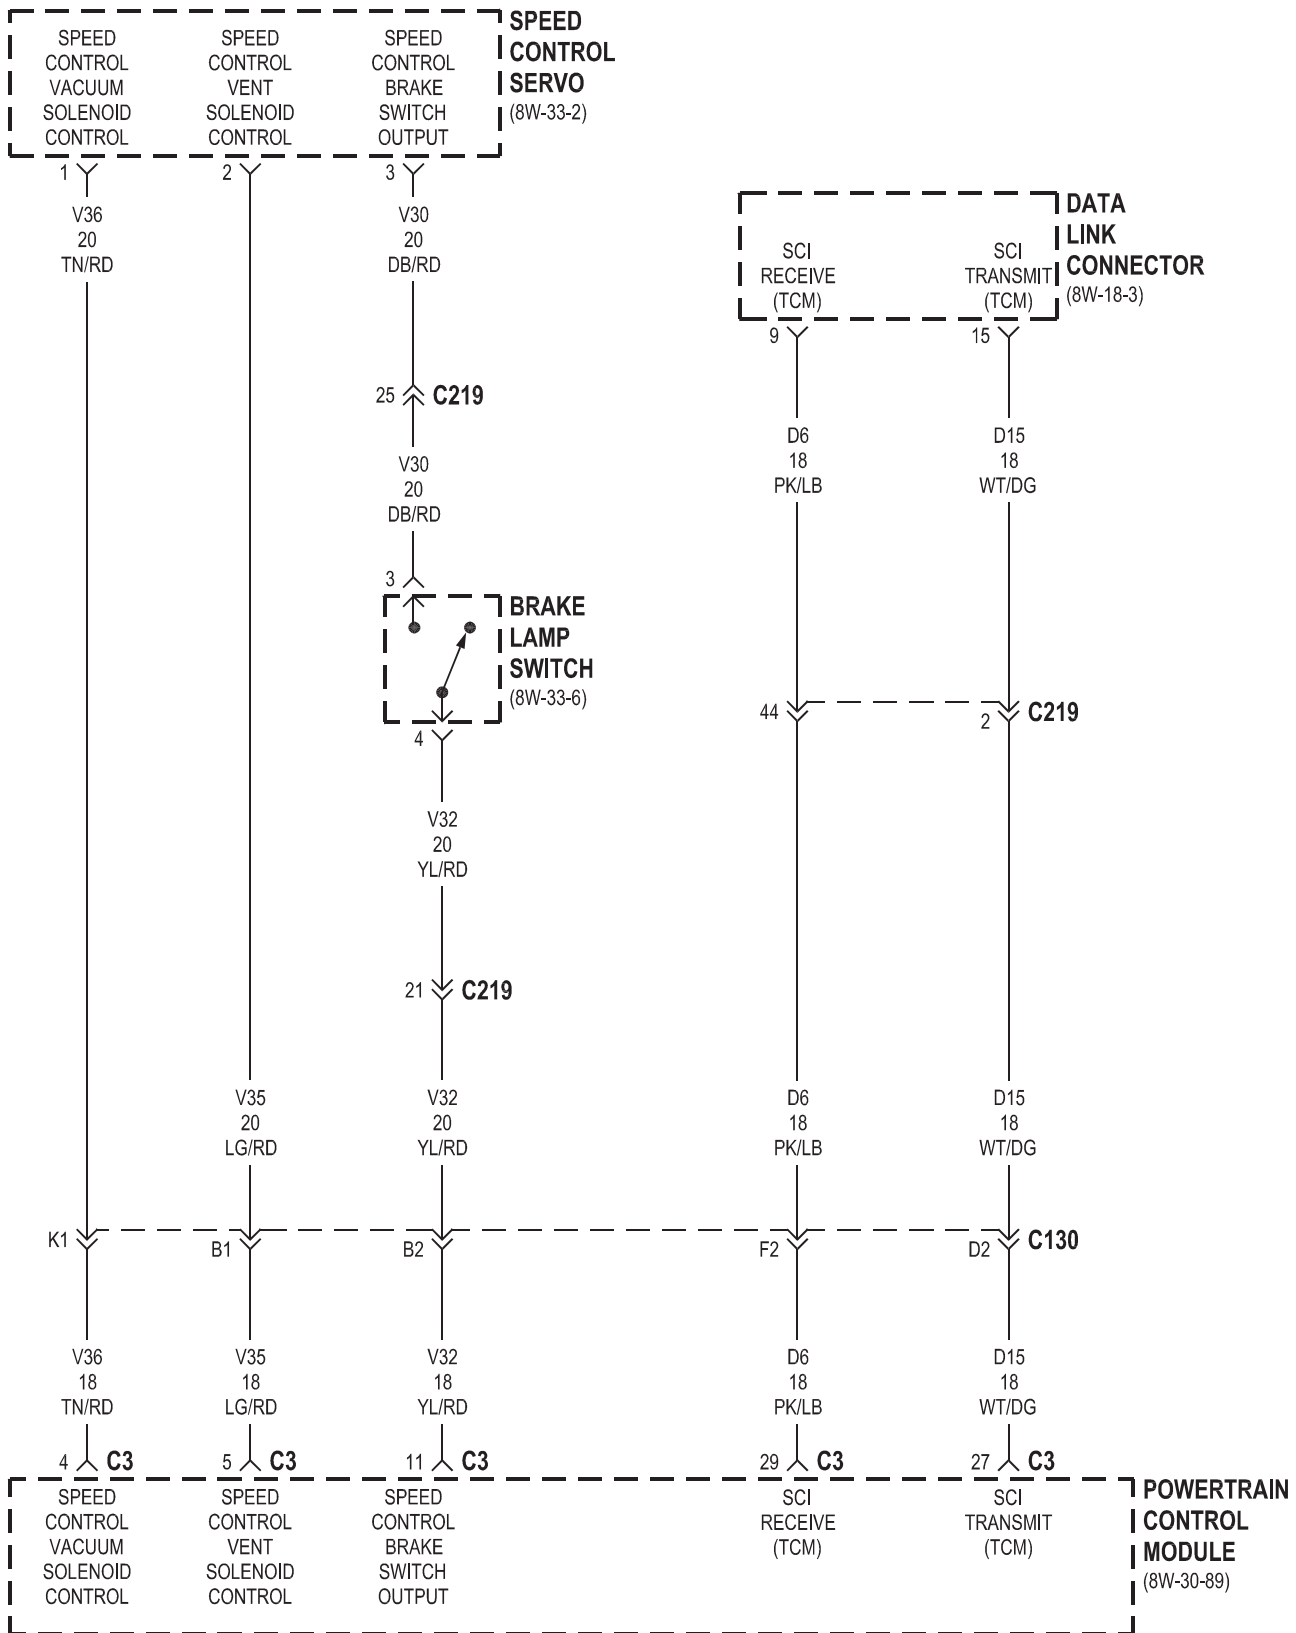 SPEED
CONTROL
VACUUM
SOLENOID
CONTROL
SPEED
CONTROL
VENT
SOLENOID
CONTROL
SPEED
CONTROL
BRAKE
SWITCH
OUTPUT
SPEED
CONTROL
SERVO
(8W-33-2)
1
2
3
V36
20
TN/RD
V30
20
DB/RD
DATA
LINK
CONNECTOR
(8W-18-3)
SCI
RECEIVE
(TCM)
SCI
TRANSMIT
(TCM)
9
15
25 C219
D6
18
PK/LB
D15
18
WT/DG
V30
20
DB/RD
3
BRAKE
LAMP
SWITCH
(8W-33-6)
4
44
2 C219
V32
20
YL/RD
21 C219
V35
20
LG/RD
V32
20
YL/RD
D6
18
PK/LB
D15
18
WT/DG
K1
B1
B2
F2
D2 C130
V36
18
TN/RD
V35
18
LG/RD
V32
18
YL/RD
D6
18
PK/LB
D15
18
WT/DG
4 C3
5 C3
11 C3
29 C3
27 C3
SPEED
CONTROL
VACUUM
SOLENOID
CONTROL
SPEED
CONTROL
VENT
SOLENOID
CONTROL
SPEED
CONTROL
BRAKE
SWITCH
OUTPUT
SCI
RECEIVE
(TCM)
SCI
TRANSMIT
(TCM)
POWERTRAIN
CONTROL
MODULE
(8W-30-89)